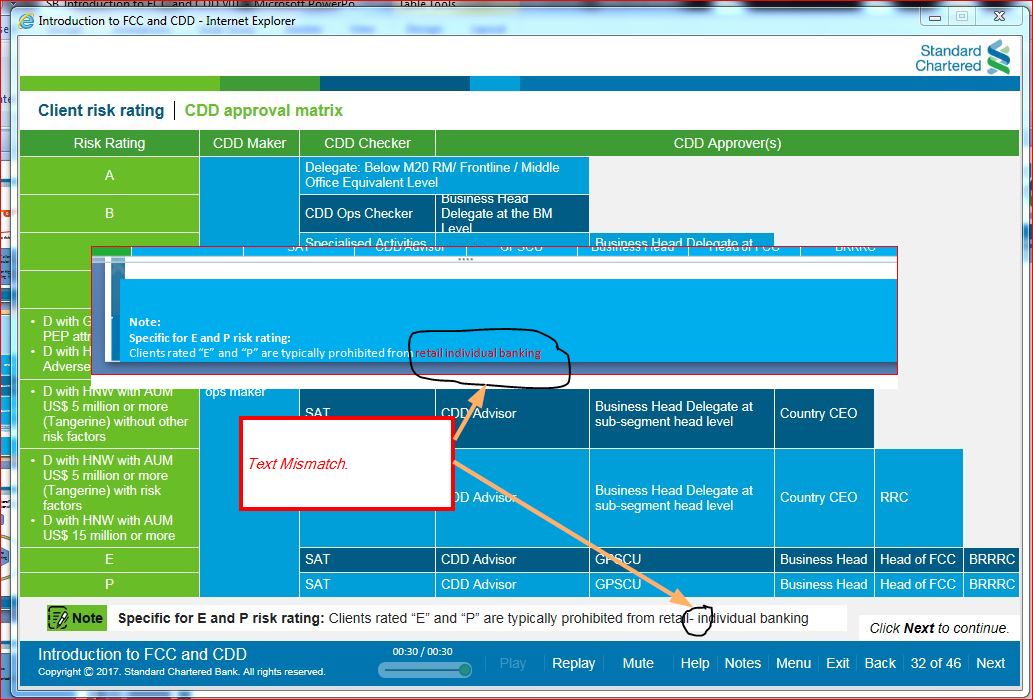 SB Introduction to FCC and CDD V01 - Microsoft PowerPo
Table Tools
Introduction to FCC and CDD - Internet Explorer
Standard
Chartered
Client risk rating | CDD approval matrix
Risk Rating
CDD Maker
CDD Checker
CDD Approver(s)
A
Delegate: Below M20 RM/ Frontline / Middle
Office Equivalent Level
B
CDD Ops Checker
Business Head
Delegate at the BM
Level
Specialised Activities
Business Head Delegate at
SAT
CDD Advisor
GPSCU
Business Head
Head of FCC
BRRRC
Note:
Specific for E and P risk rating:
Clients rated “E” and “P” are typically prohibited from retail individual banking
• D with
PEP
• D with
Adverse
ops maker
• D with HNW with AUM
US$ 5 million or more
(Tangerine) without other
risk factors
SAT
CDD Advisor
Business Head Delegate at
sub-segment head level
Country CEO
Text Mismatch.
• D with HNW with AUM
US$ 5 million or more
(Tangerine) with risk
factors
• D with HNW with AUM
US$ 15 million or more
Advisor
Business Head Delegate at
sub-segment head level
Country CEO
RRC
E
SAT
CDD Advisor
GPSCU
Business Head
Head of FCC
BRRRC
P
SAT
CDD Advisor
GPSCU
Business Head
Head of FCC
BRRRC
Note
Specific for E and P risk rating: Clients rated “E” and “P” are typically prohibited from retail- individual banking
Click Next to continue.
Introduction to FCC and CDD
Copyright © 2017. Standard Chartered Bank. All rights reserved.
00:30 / 00:30
Play
Replay
Mute
Help
Notes
Menu
Exit
Back
32 of 46
Next